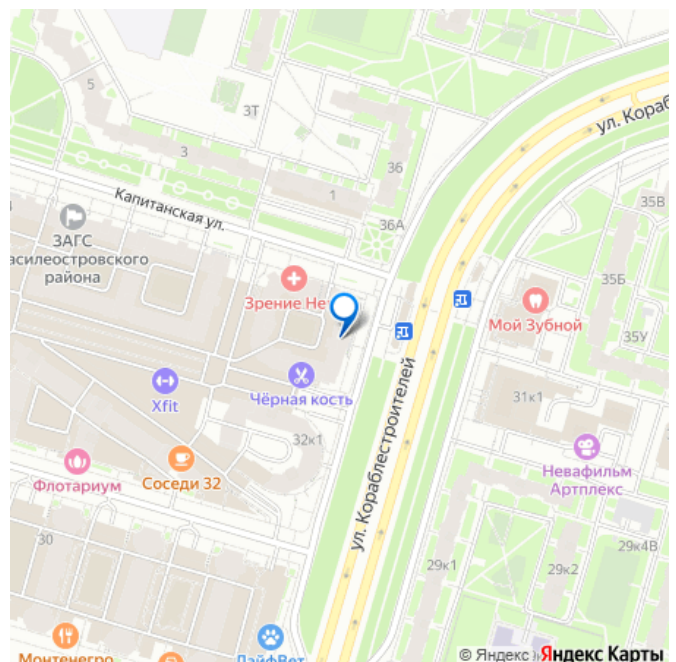 5
3Т
3
36
1
36А
ул. Кораб
35В
Капитанская ул.
ЗАГС
асилеостровского
района
35Б
Зрение Не
Мой Зубной
35У
31к1
Xfit
Чёрная кость
32к1
ул. Кораблестроителей
Невафильм
Артплекс
Флотариум
Соседи 32
30
29к4В
29к1
29к2
Монтенегро
ЛайфВет
© Яндекс
Яндекс Карты